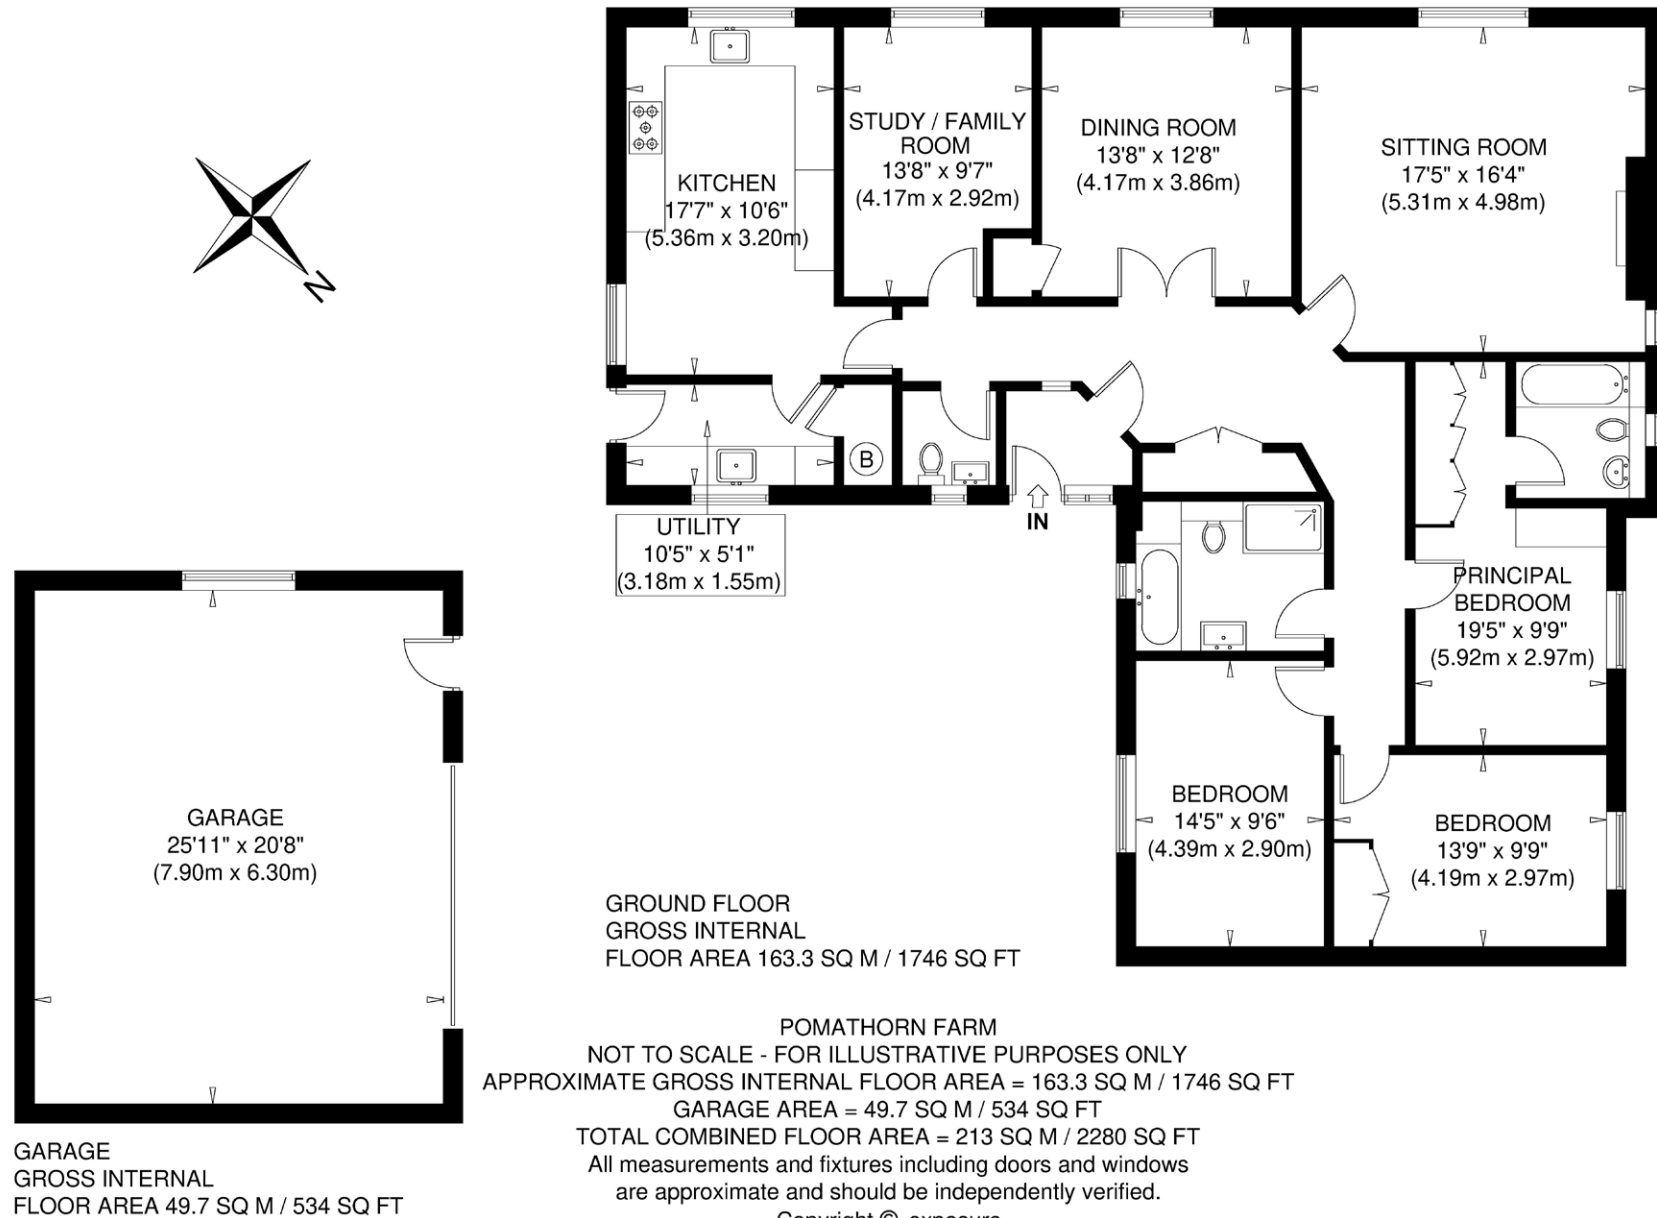 KITCHEN
17'7" x 10'6"
(5.36m x 3.20m)
STUDY / FAMILY
ROOM
13'8" x 9'7"
(4.17m x 2.92m)
DINING ROOM
13'8" x 12'8"
(4.17m x 3.86m)
SITTING ROOM
17'5" x 16'4"
(5.31m x 4.98m)
N
B
IN
UTILITY
10'5" x 5'1"
(3.18m x 1.55m)
PRINCIPAL
BEDROOM
19'5" x 9'9"
(5.92m x 2.97m)
BEDROOM
14'5" x 9'6"
(4.39m x 2.90m)
BEDROOM
13'9" x 9'9"
(4.19m x 2.97m)
GARAGE
25'11" x 20'8"
(7.90m x 6.30m)
GROUND FLOOR
GROSS INTERNAL
FLOOR AREA 163.3 SQ M / 1746 SQ FT
GARAGE
GROSS INTERNAL
FLOOR AREA 49.7 SQ M / 534 SQ FT
POMATHORN FARM
NOT TO SCALE - FOR ILLUSTRATIVE PURPOSES ONLY
APPROXIMATE GROSS INTERNAL FLOOR AREA = 163.3 SQ M / 1746 SQ FT
GARAGE AREA = 49.7 SQ M / 534 SQ FT
TOTAL COMBINED FLOOR AREA = 213 SQ M / 2280 SQ FT
All measurements and fixtures including doors and windows
are approximate and should be independently verified.
Copyright © exposure